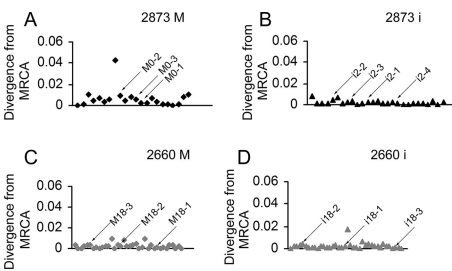 A
2873 M
Divergence from
MRCA
0.06
0.04
0.02
0
M0-2
M0-3
M0-1
B
2873 i
Divergence from
MRCA
0.06
0.04
0.02
0
i2-2
i2-3
i2-1
i2-4
C
2660 M
Divergence from
MRCA
0.06
0.04
0.02
0
M18-3
M18-2
M18-1
D
2660 i
Divergence from
MRCA
0.06
0.04
0.02
0
i18-2
i18-1
i18-3